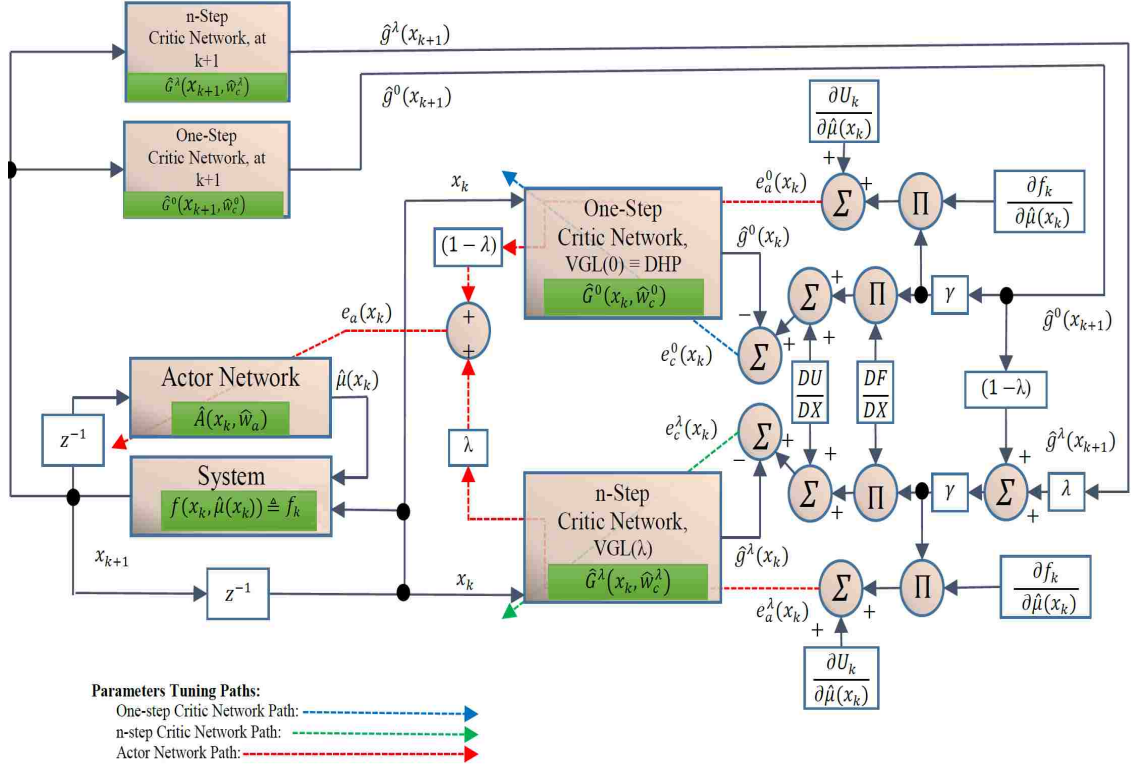 n-Step
Critic Network, at
k+1
Ĝ^λ(x_{k+1}, ŵ_c^λ)
ĝ^λ(x_{k+1})
ĝ^0(x_{k+1})
One-Step
Critic Network, at
k+1
Ĝ^0(x_{k+1}, ŵ_c^0)
∂U_k
∂μ̂(x_k)
+
+
Σ
e_a^0(x_k)
Π
∂f_k
∂μ̂(x_k)
x_k
One-Step
Critic Network,
VGL(0) ≡ DHP
Ĝ^0(x_k, ŵ_c^0)
ĝ^0(x_k)
(1 − λ)
+
+
e_a(x_k)
−
+
Σ
e_c^0(x_k)
+
+
Σ
Π
γ
ĝ^0(x_{k+1})
DU
DX
DF
DX
(1 −λ)
ĝ^λ(x_{k+1})
Actor Network
Â(x_k, ŵ_a)
μ̂(x_k)
z^{−1}
System
f(x_k, μ̂(x_k)) ≜ f_k
x_{k+1}
z^{−1}
x_k
λ
e_c^λ(x_k)
Σ
+
−
+
+
Σ
Π
γ
+
+
Σ
λ
n-Step
Critic Network,
VGL(λ)
Ĝ^λ(x_k, ŵ_c^λ)
ĝ^λ(x_k)
e_a^λ(x_k)
Σ
+
+
Π
∂f_k
∂μ̂(x_k)
∂U_k
∂μ̂(x_k)
Parameters Tuning Paths:
One-step Critic Network Path:
n-step Critic Network Path:
Actor Network Path: